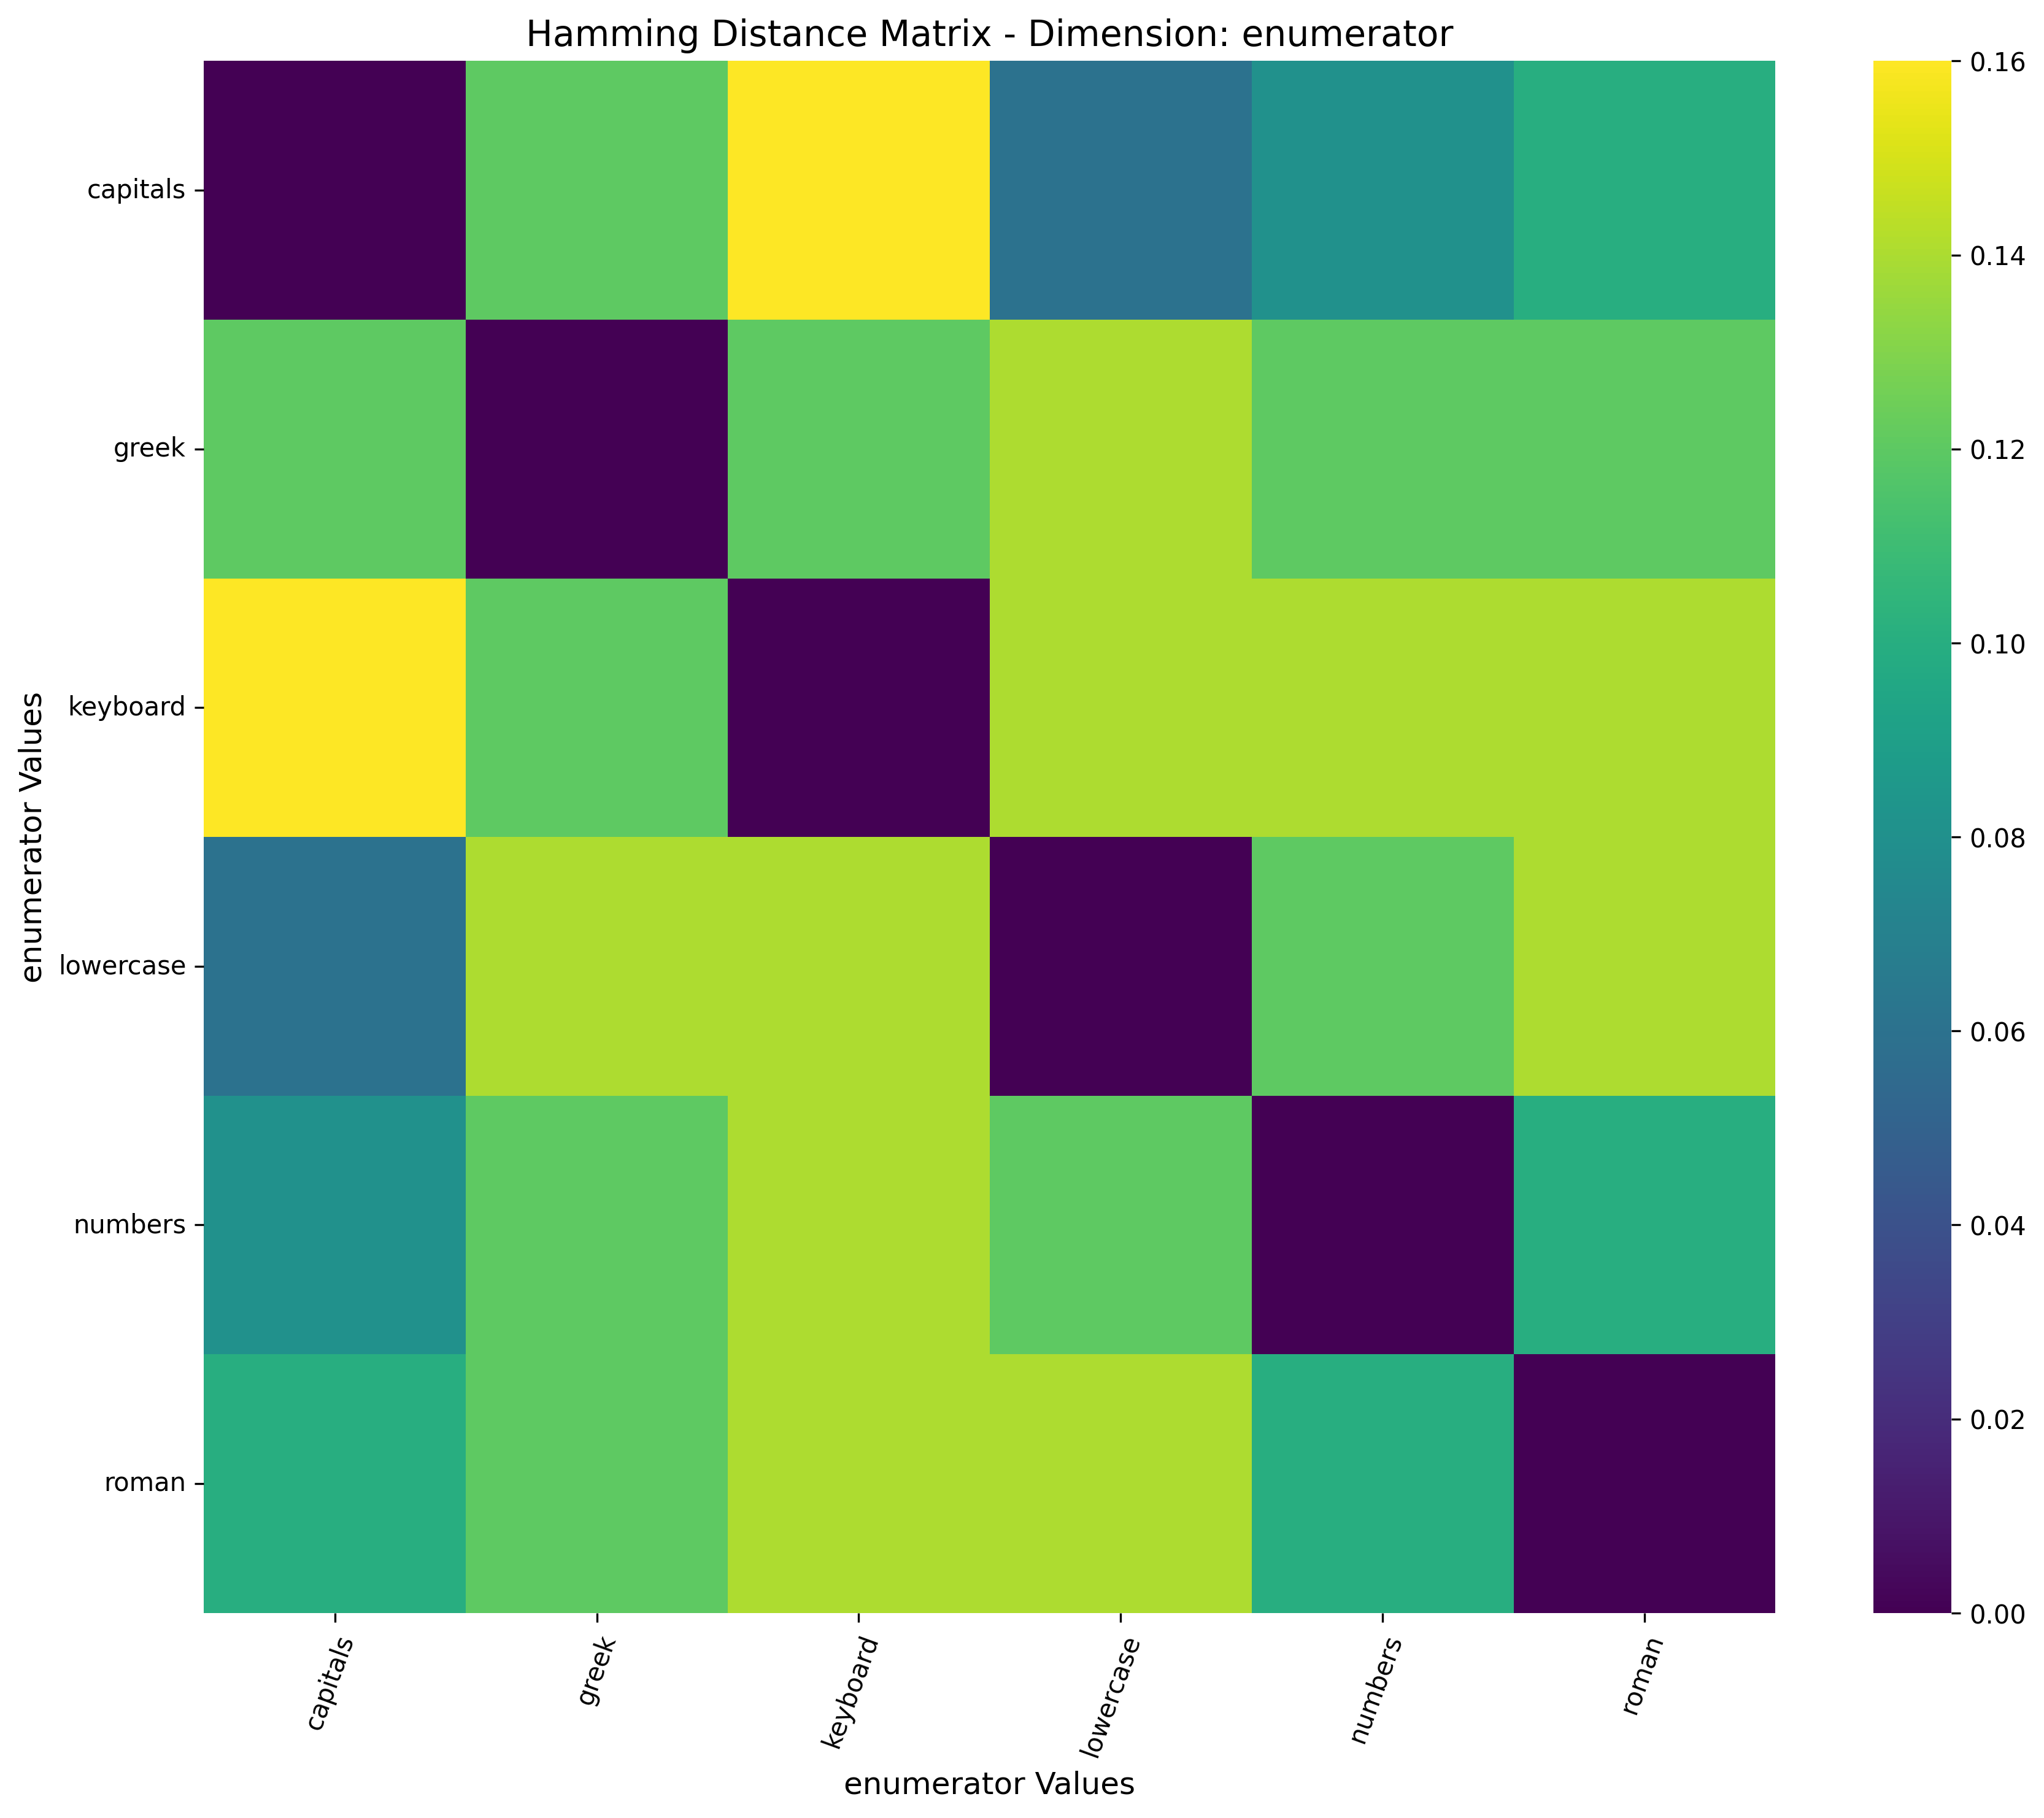 Hamming Distance Matrix - Dimension: enumerator
enumerator Values
capitals
greek
keyboard
lowercase
numbers
roman
capitals
greek
keyboard
lowercase
numbers
roman
enumerator Values
0.16
0.14
0.12
0.10
0.08
0.06
0.04
0.02
0.00